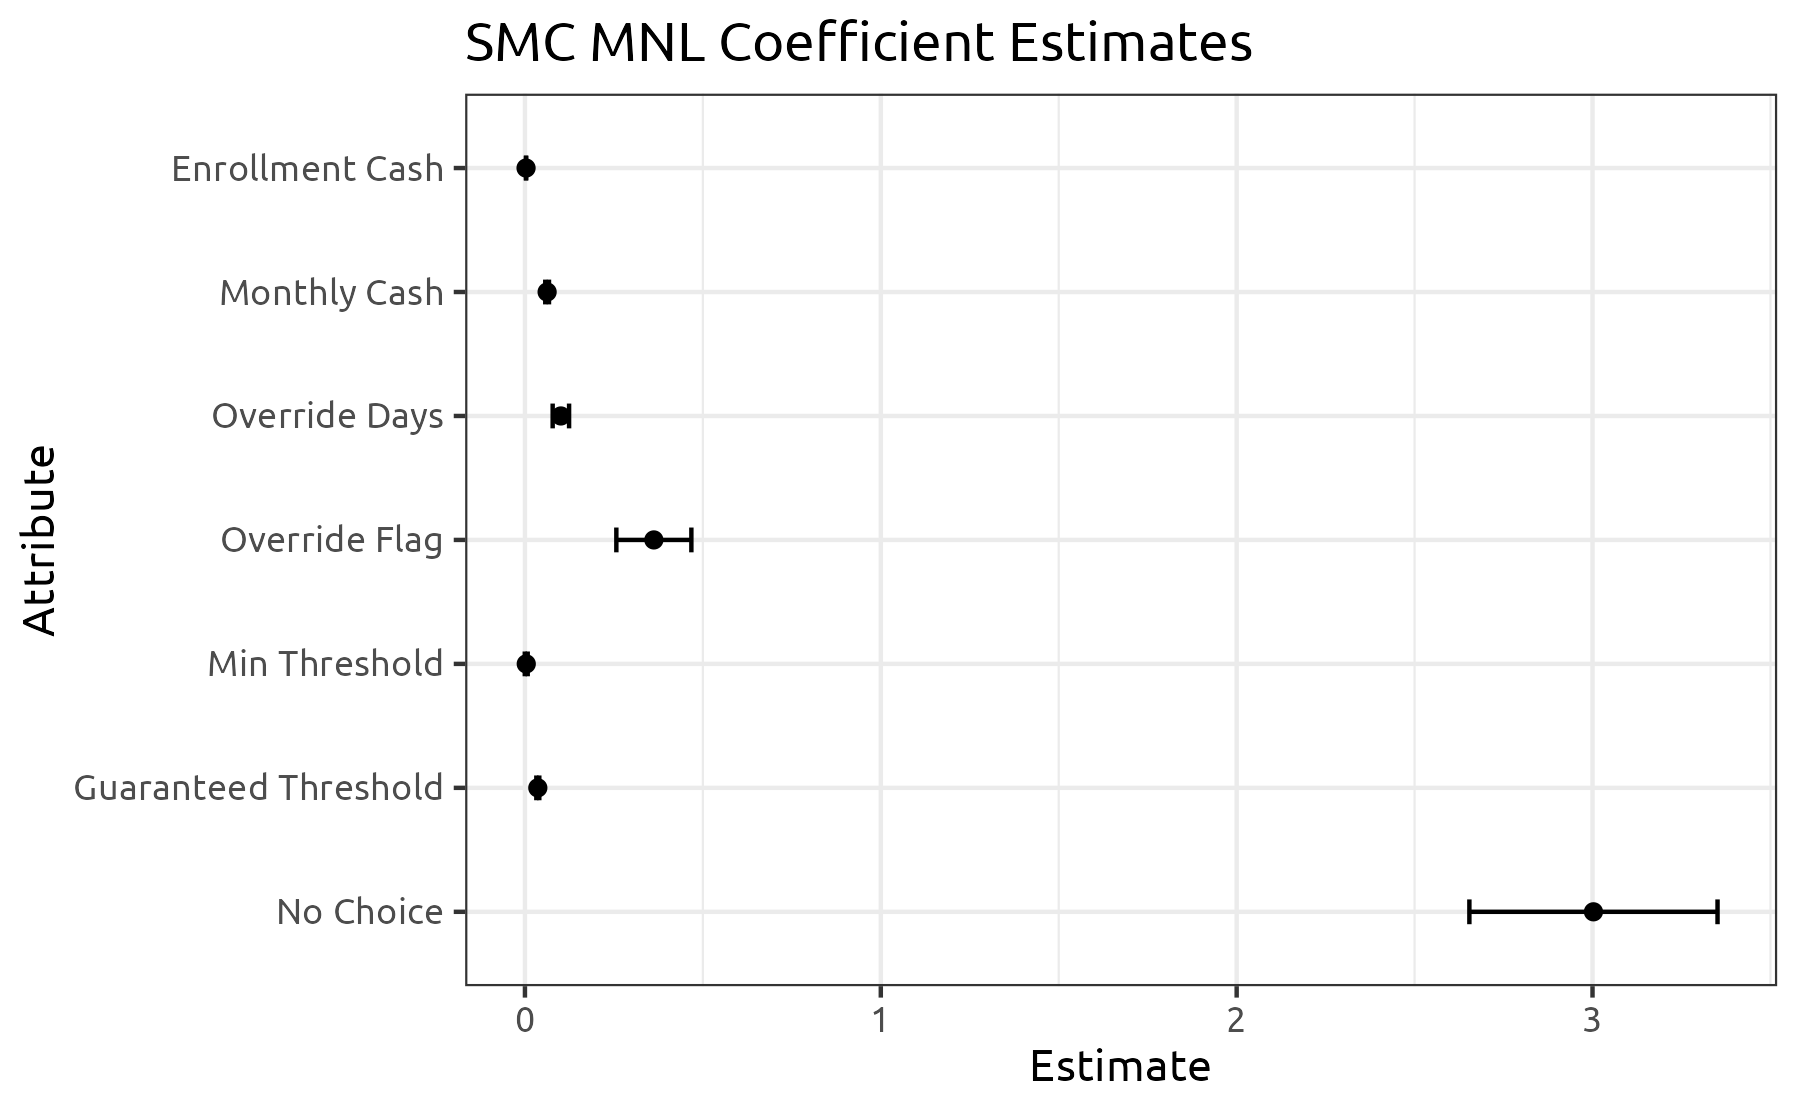 SMC MNL Coefficient Estimates
Attribute
Enrollment Cash
Monthly Cash
Override Days
Override Flag
Min Threshold
Guaranteed Threshold
No Choice
0 1 2 3
Estimate